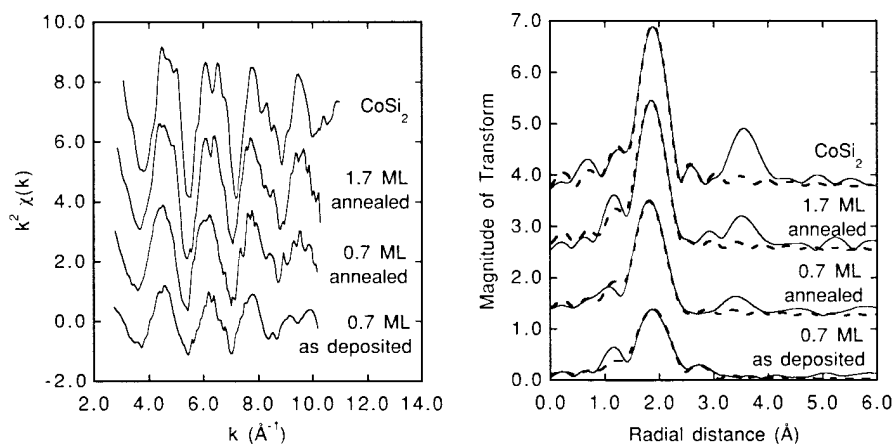 10.0
8.0
6.0
4.0
2.0
0.0
-2.0
k² χ(k)
CoSi₂
1.7 ML
annealed
0.7 ML
annealed
0.7 ML
as deposited
2.0 4.0 6.0 8.0 10.0 12.0 14.0
k (Å⁻¹)
7.0
6.0
5.0
4.0
3.0
2.0
1.0
0.0
Magnitude of Transform
CoSi₂
1.7 ML
annealed
0.7 ML
annealed
0.7 ML
as deposited
0.0 1.0 2.0 3.0 4.0 5.0 6.0
Radial distance (Å)